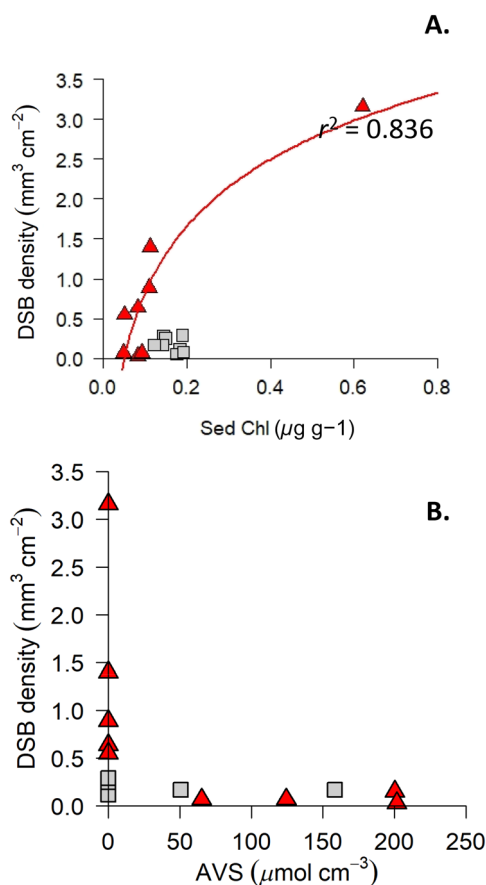 A.
3.5
3.0
2.5
2.0
1.5
1.0
0.5
0.0
DSB density (mm³ cm⁻²)
r² = 0.836
0.0 0.2 0.4 0.6 0.8
Sed Chl (µg g−1)
B.
3.5
3.0
2.5
2.0
1.5
1.0
0.5
0.0
DSB density (mm³ cm⁻²)
0 50 100 150 200 250
AVS (µmol cm⁻³)